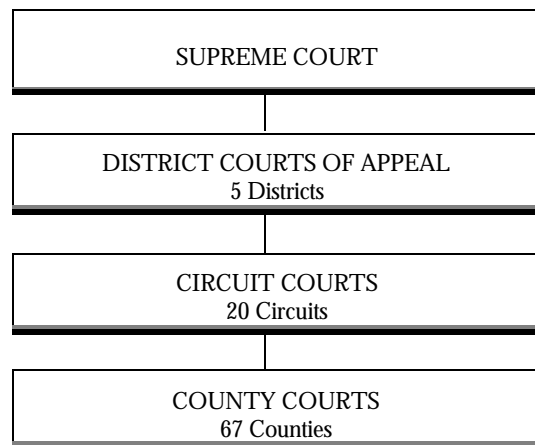 SUPREME COURT
DISTRICT COURTS OF APPEAL
5 Districts
CIRCUIT COURTS
20 Circuits
COUNTY COURTS
67 Counties